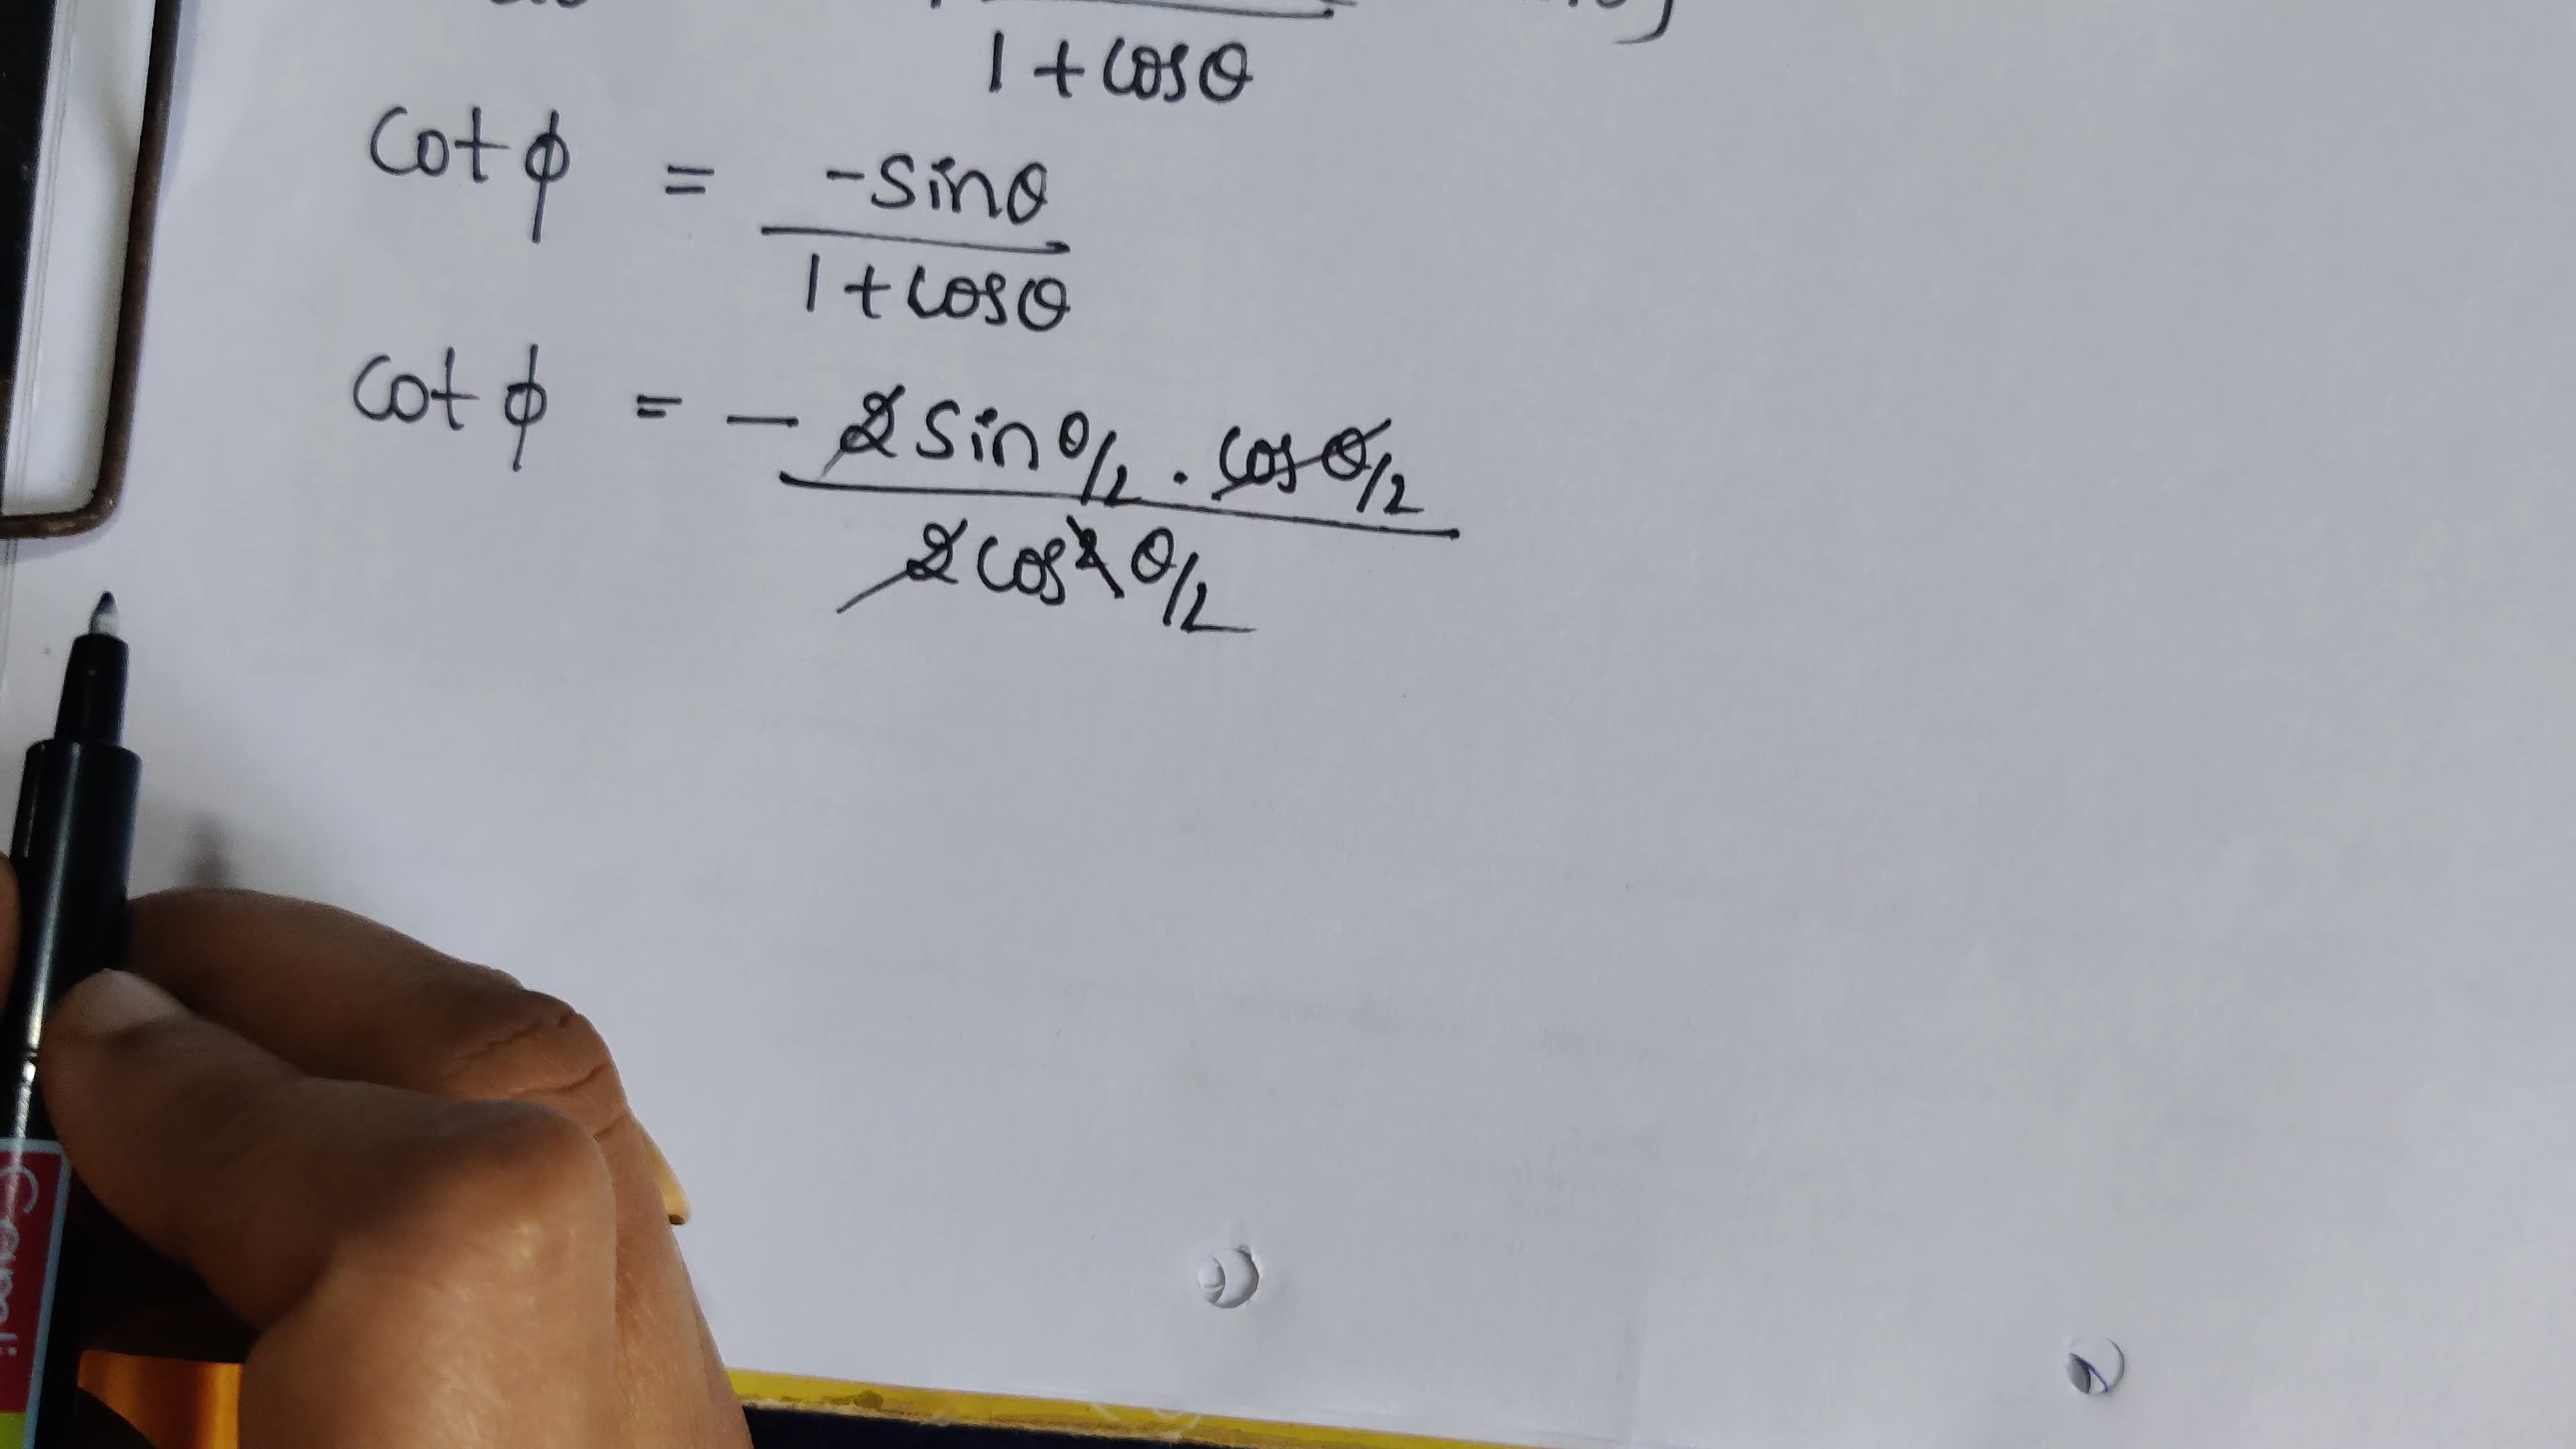 1 + cosθ
cot ϕ = -sinθ
1 + cosθ
cot ϕ = - 2 sin θ/2 . cos θ/2
2 cos² θ/2